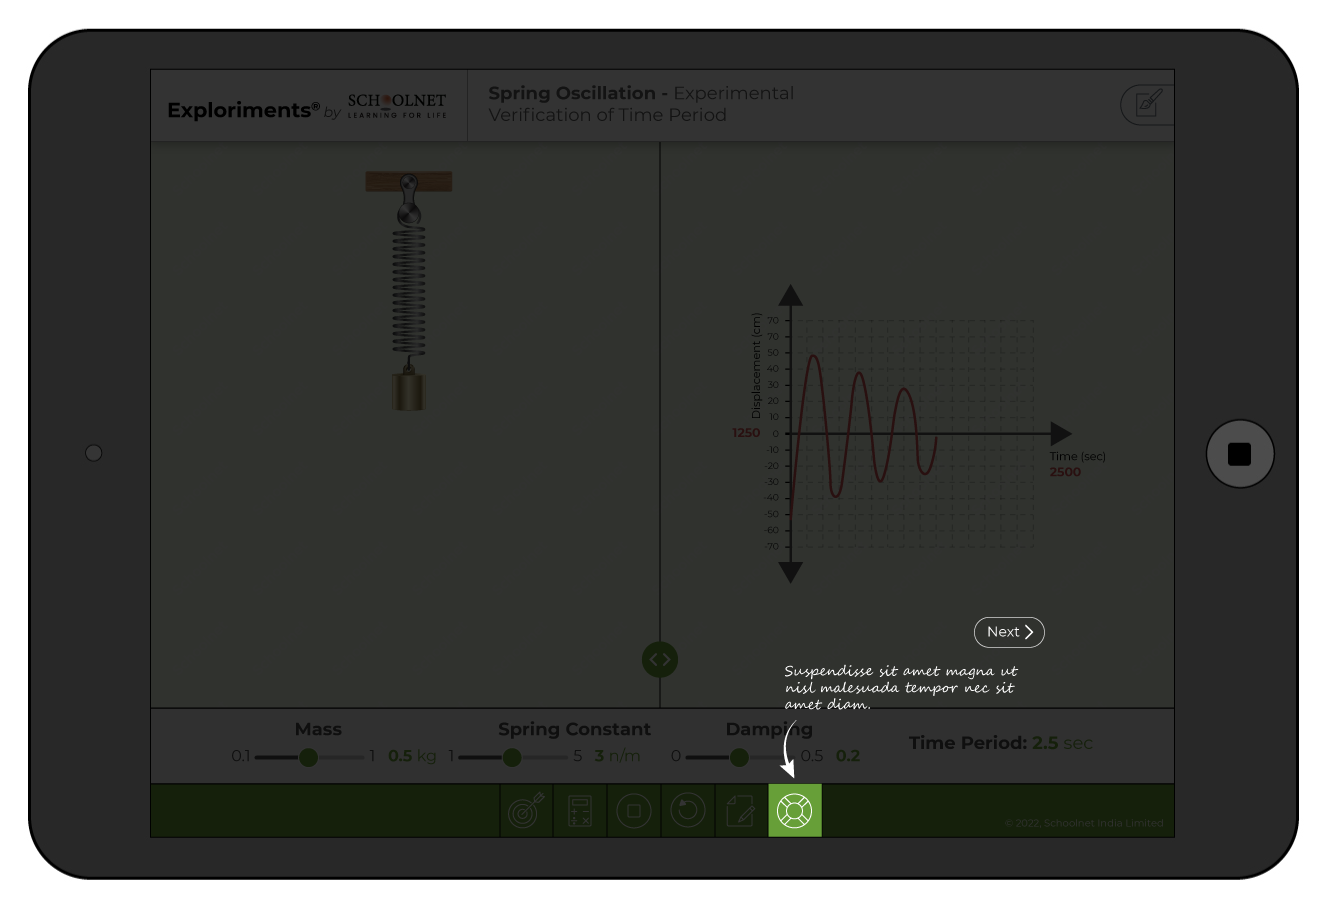 Exploriments® by SCHOOLNET
LEARNING FOR LIFE
Spring Oscillation - Experimental
Verification of Time Period
Displacement (cm)
70
70
50
40
30
20
10
1250 0
-10
-20
-30
-40
-50
-60
-70
Time (sec)
2500
Next
Suspendisse sit amet magna ut
nisl malesuada tempor nec sit
amet diam.
Mass
0.1 1 0.5 kg
Spring Constant
1 5 3 n/m
Damping
0 0.5 0.2
Time Period: 2.5 sec
© 2022, Schoolnet India Limited